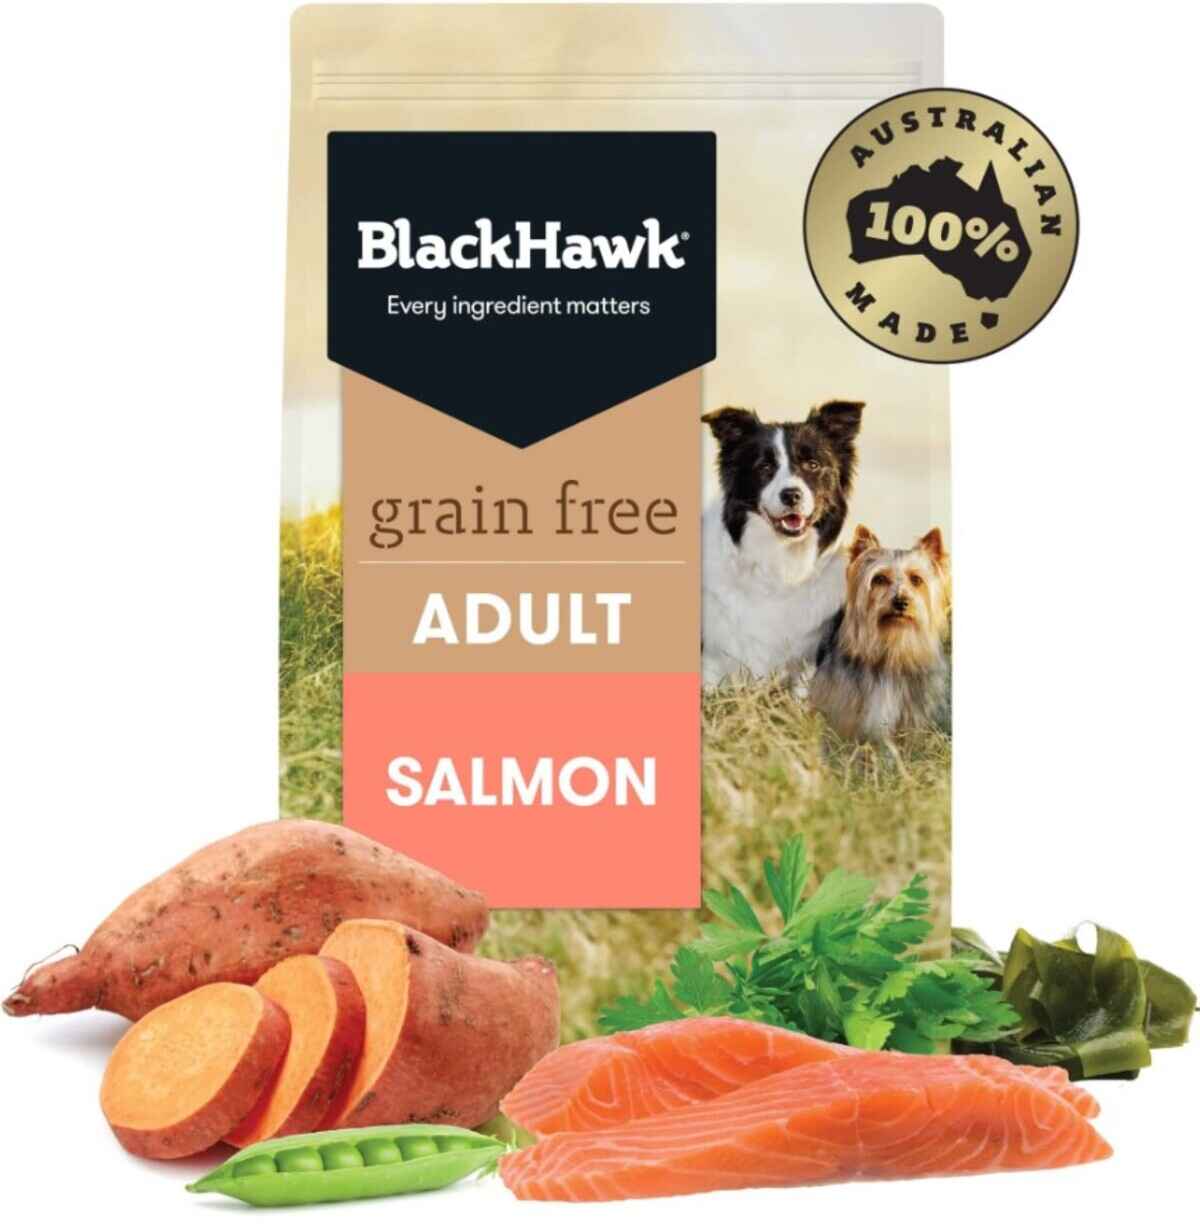 BlackHawk®
Every ingredient matters
grain free
ADULT
SALMON
AUSTRALIAN
100%
MADE